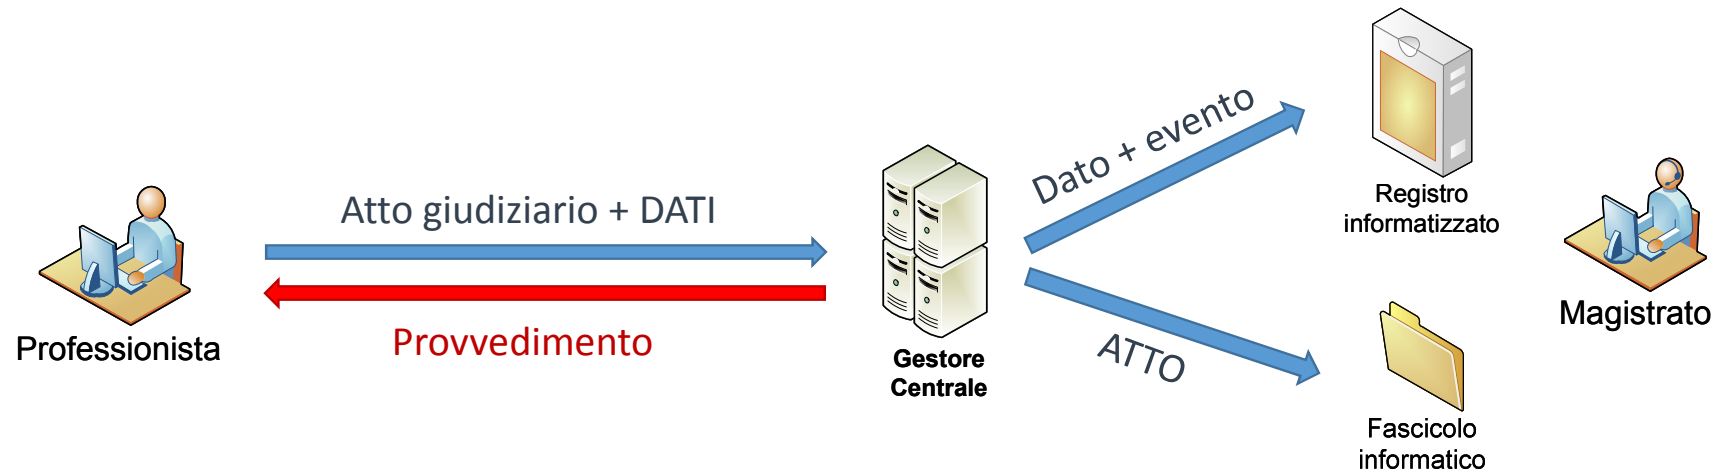 Professionista
Atto giudiziario + DATI
Provvedimento
Gestore
Centrale
Dato + evento
ATTO
Registro
informatizzato
Fascicolo
informatico
Magistrato